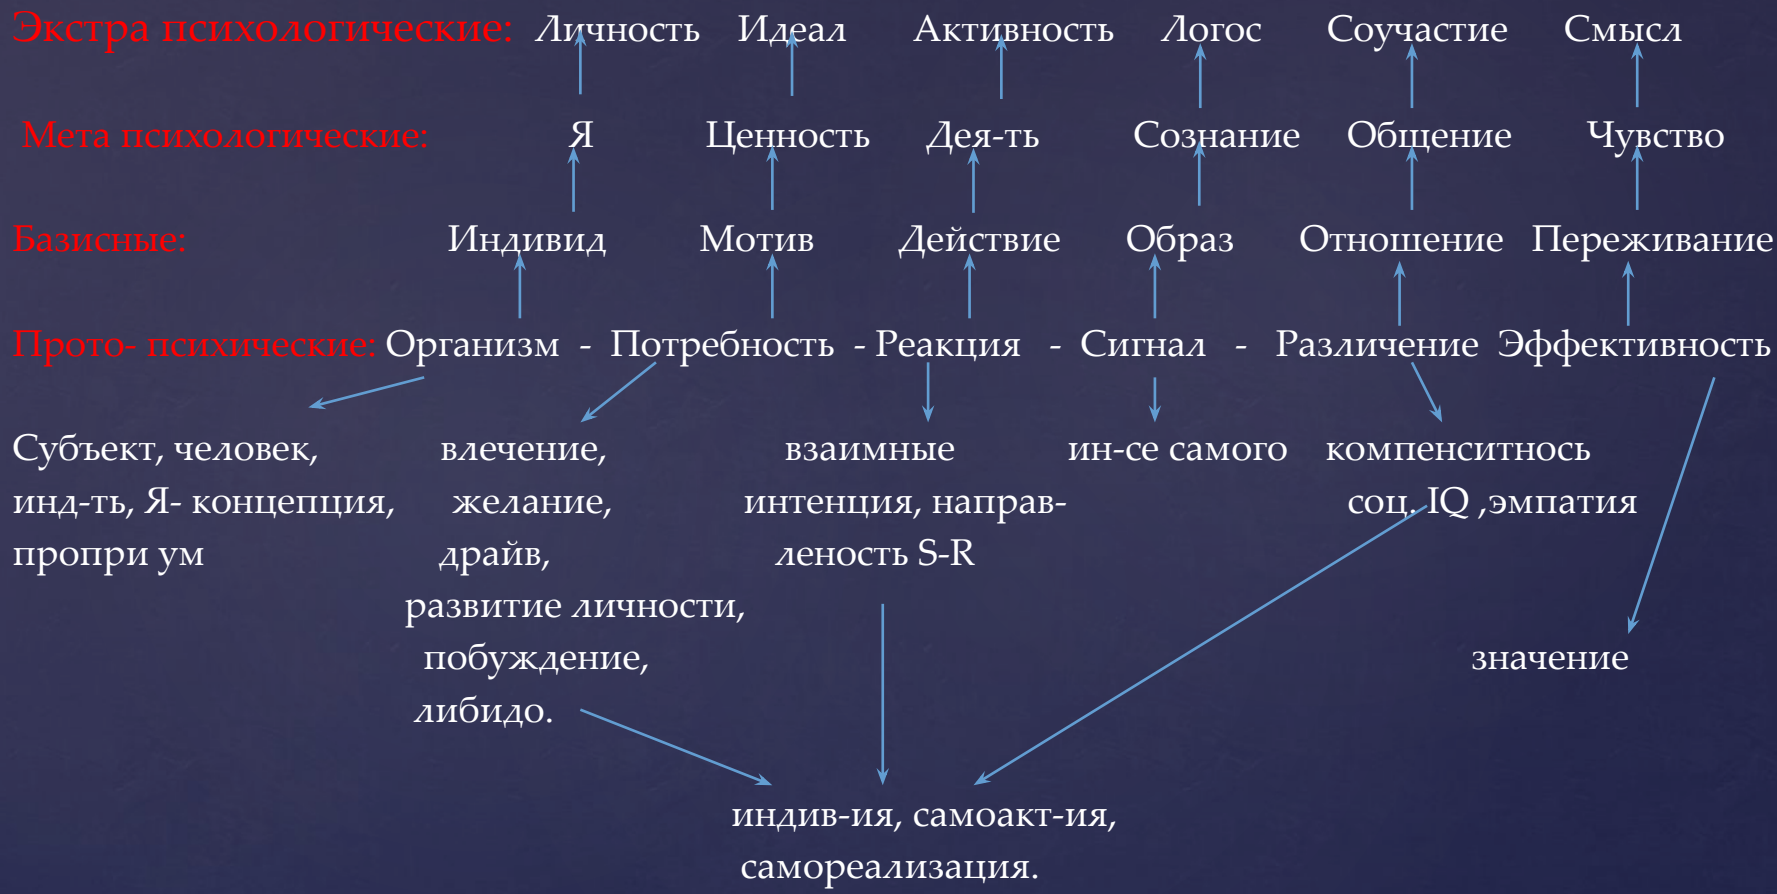 Экстра психологические: Личность Идеал Активность Логос Соучастие Смысл
Мета психологические: Я Ценность Дея-ть Сознание Общение Чувство
Базисные: Индивид Мотив Действие Образ Отношение Переживание
Прото- психические: Организм - Потребность - Реакция - Сигнал - Различение Эффективность
Субъект, человек, влечение, взаимные ин-се самого компенситнось
инд-ть, Я- концепция, желание, интенция, направ- соц. IQ ,эмпатия
пропри ум драйв, леность S-R
развитие личности,
побуждение, значение
либидо.
индив-ия, самоакт-ия,
самореализация.